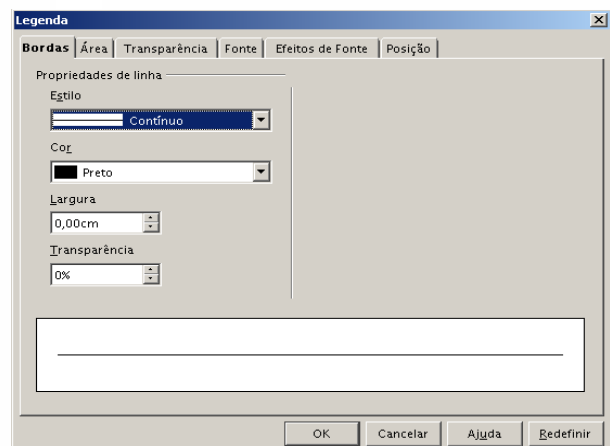 Legenda
Bordas Área Transparência Fonte Efeitos de Fonte Posição
Propriedades de linha
Estilo
Contínuo
Cor
Preto
Largura
0,00cm
Transparência
0%
OK Cancelar Ajuda Redefinir